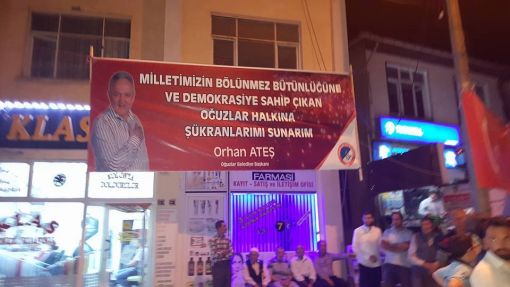 MİLLETİMİZİN BÖLÜNMEZ BÜTÜNLÜĞÜNE
VE DEMOKRASİYE SAHİP ÇIKAN
OĞUZLAR HALKINA
ŞÜKRANLARIMI SUNARIM
Orhan ATEŞ
Oğuzlar Belediye Başkanı
KLAS
FARMASİ
KAYIT - SATIŞ ve İLETİŞİM OFİSİ
7